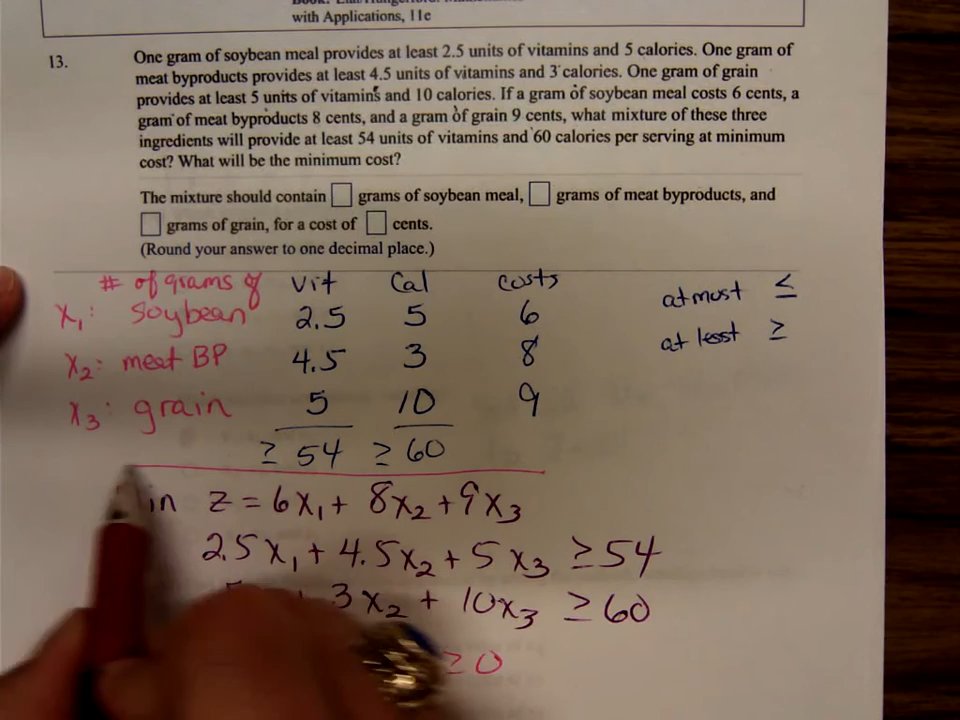 with Applications, 11e
13. One gram of soybean meal provides at least 2.5 units of vitamins and 5 calories. One gram of
meat byproducts provides at least 4.5 units of vitamins and 3 calories. One gram of grain
provides at least 5 units of vitamins and 10 calories. If a gram of soybean meal costs 6 cents, a
gram of meat byproducts 8 cents, and a gram of grain 9 cents, what mixture of these three
ingredients will provide at least 54 units of vitamins and 60 calories per serving at minimum
cost? What will be the minimum cost?
The mixture should contain grams of soybean meal, grams of meat byproducts, and
grams of grain, for a cost of cents.
(Round your answer to one decimal place.)
# of grams of Vit Cal Costs
x₁: Soybean 2.5 5 6 at most ≤
x₂: meat BP 4.5 3 8 at least ≥
x₃: grain 5 10 9
≥ 54 ≥ 60
in z = 6x₁ + 8x₂ + 9x₃
2.5x₁ + 4.5x₂ + 5x₃ ≥ 54
3x₂ + 10x₃ ≥ 60
≥ 0